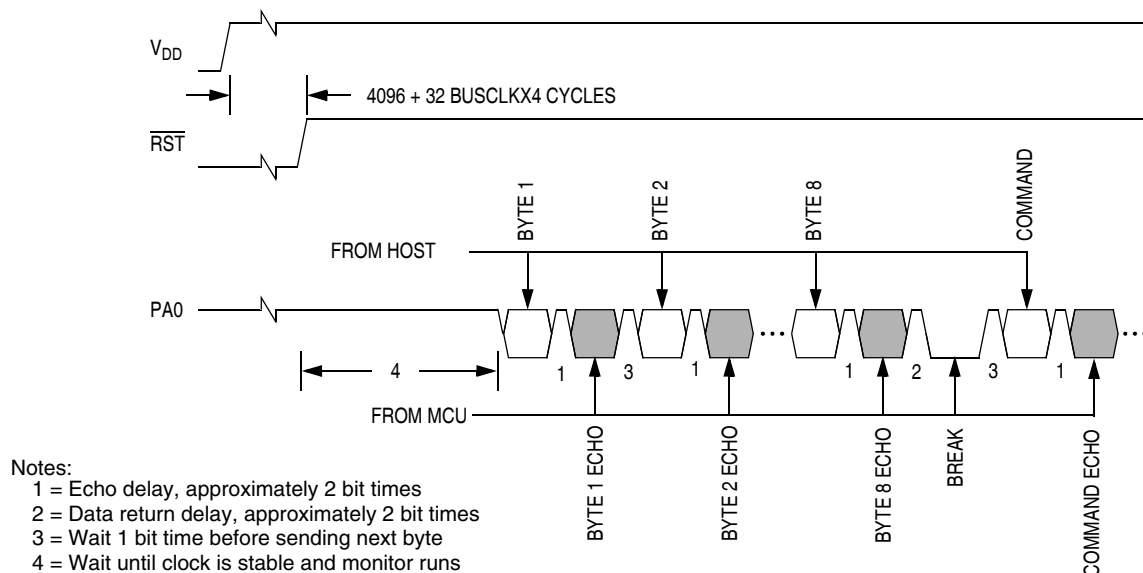 VDD
4096 + 32 BUSCLKX4 CYCLES
RST
BYTE 1
BYTE 2
BYTE 8
COMMAND
FROM HOST
PA0
...
...
4
1
3
1
1
2
3
1
FROM MCU
BYTE 1 ECHO
BYTE 2 ECHO
BYTE 8 ECHO
BREAK
COMMAND ECHO
Notes:
1 = Echo delay, approximately 2 bit times
2 = Data return delay, approximately 2 bit times
3 = Wait 1 bit time before sending next byte
4 = Wait until clock is stable and monitor runs